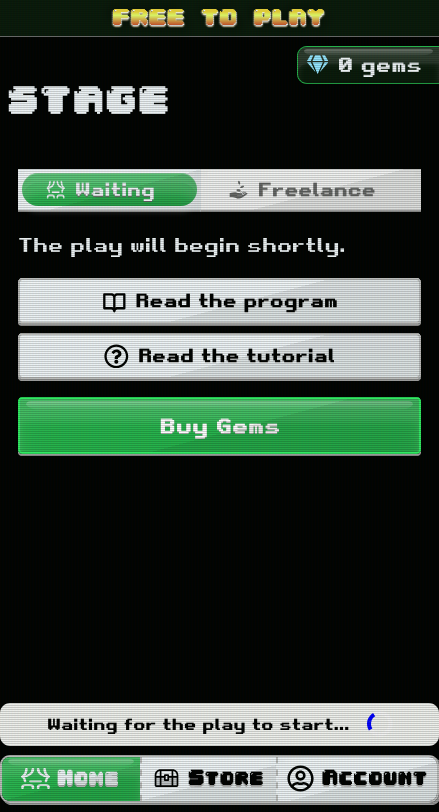 FREE TO PLAY
0 gems
STAGE
Waiting
Freelance
The play will begin shortly.
Read the program
Read the tutorial
Buy Gems
Waiting for the play to start...
Home
Store
Account